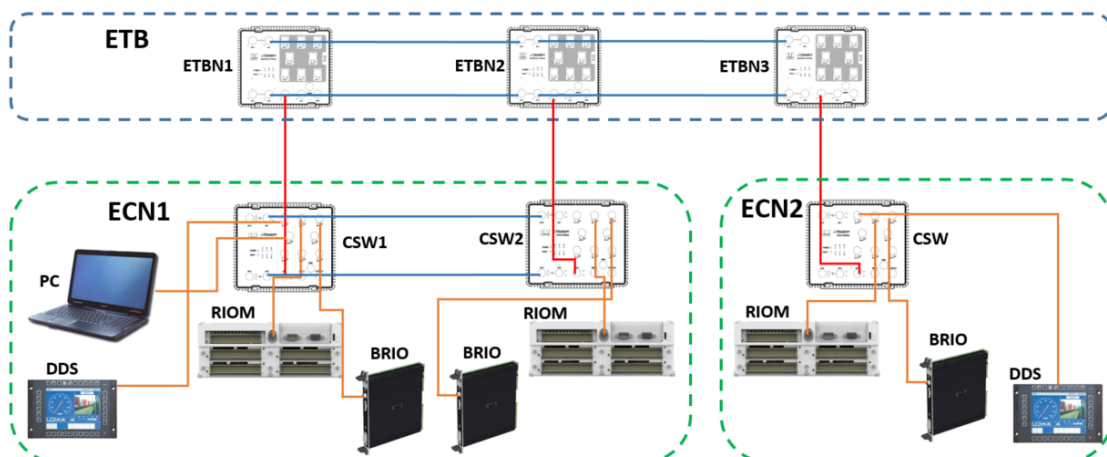 ETB
ETBN1
ETBN2
ETBN3
ECN1
CSW1
CSW2
ECN2
CSW
PC
RIOM
RIOM
RIOM
BRIO
BRIO
BRIO
DDS
DDS